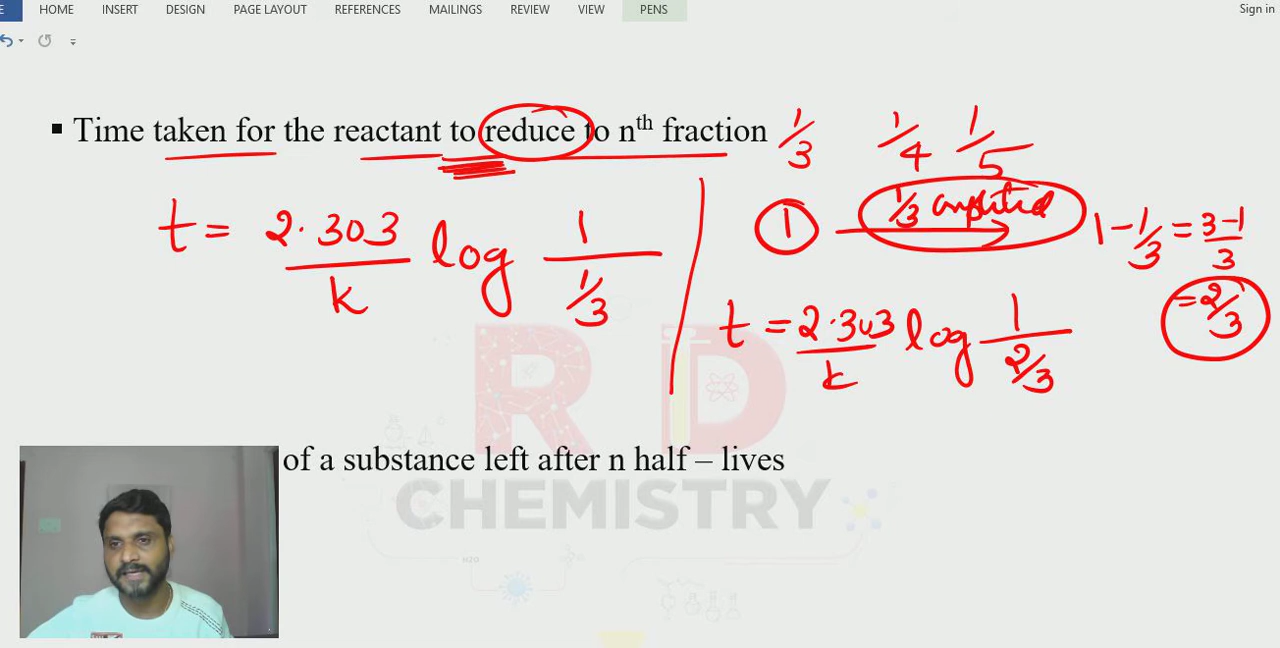 HOME INSERT DESIGN PAGE LAYOUT REFERENCES MAILINGS REVIEW VIEW PENS Sign in
▪ Time taken for the reactant to reduce to nth fraction 1/3 1/4 1/5
t = 2.303/k log 1/(1/3)
1 → 1/3 1 - 1/3 = 3-1/3
= 2/3
t = 2.303/k log 1/(2/3)
of a substance left after n half – lives
R D
CHEMISTRY